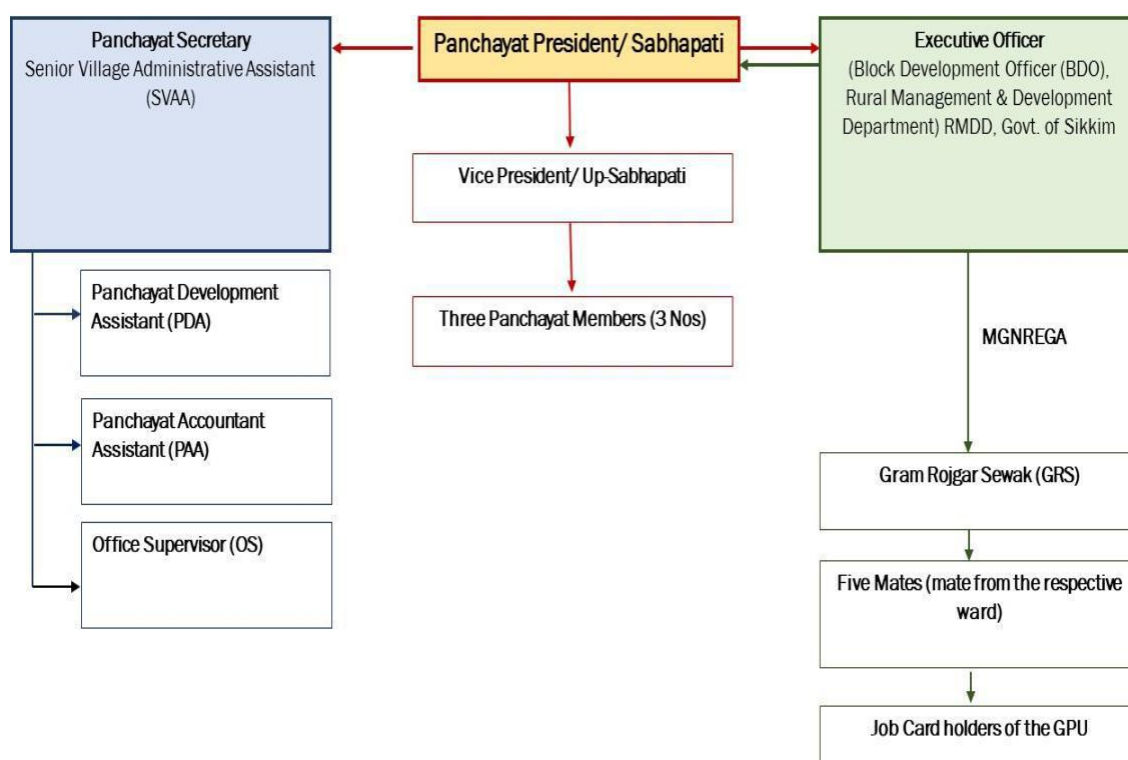 Panchayat Secretary
Senior Village Administrative Assistant
(SVAA)
Panchayat President/ Sabhapati
Executive Officer
(Block Development Officer (BDO),
Rural Management & Development
Department) RMDD, Govt. of Sikkim
Vice President/ Up-Sabhapati
Three Panchayat Members (3 Nos)
Panchayat Development
Assistant (PDA)
Panchayat Accountant
Assistant (PAA)
Office Supervisor (OS)
MGNREGA
Gram Rojgar Sewak (GRS)
Five Mates (mate from the respective
ward)
Job Card holders of the GPU